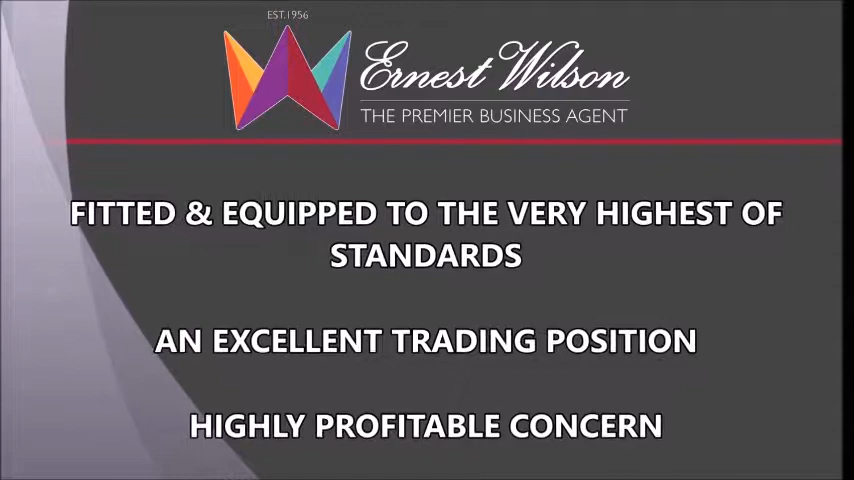 EST.1956
Ernest Wilson
THE PREMIER BUSINESS AGENT
FITTED & EQUIPPED TO THE VERY HIGHEST OF
STANDARDS
AN EXCELLENT TRADING POSITION
HIGHLY PROFITABLE CONCERN